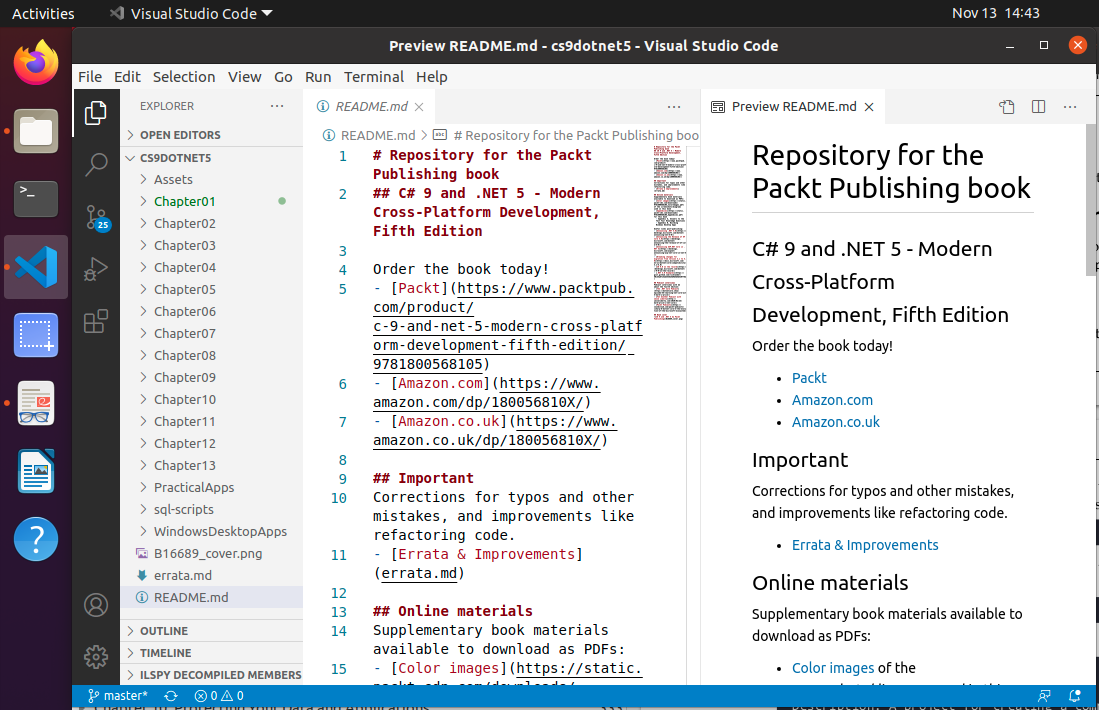 Activities
Visual Studio Code
Nov 13 14:43
Preview README.md - cs9dotnet5 - Visual Studio Code
File Edit Selection View Go Run Terminal Help
EXPLORER
OPEN EDITORS
CS9DOTNET5
Assets
Chapter01
Chapter02
Chapter03
Chapter04
Chapter05
Chapter06
Chapter07
Chapter08
Chapter09
Chapter10
Chapter11
Chapter12
Chapter13
PracticalApps
sql-scripts
WindowsDesktopApps
B16689_cover.png
errata.md
README.md
OUTLINE
TIMELINE
ILSPY DECOMPILED MEMBERS
25
README.md
README.md > # Repository for the Packt Publishing boo
1 # Repository for the Packt
Publishing book
2 ## C# 9 and .NET 5 - Modern
Cross-Platform Development,
Fifth Edition
3
4 Order the book today!
5 - [Packt](https://www.packtpub.
com/product/
c-9-and-net-5-modern-cross-platf
orm-development-fifth-edition/
9781800568105)
6 - [Amazon.com](https://www.
amazon.com/dp/180056810X/)
7 - [Amazon.co.uk](https://www.
amazon.co.uk/dp/180056810X/)
8
9 ## Important
10 Corrections for typos and other
mistakes, and improvements like
refactoring code.
11 - [Errata & Improvements]
(errata.md)
12
13 ## Online materials
14 Supplementary book materials
available to download as PDFs:
15 - [Color images](https://static.
Preview README.md
Repository for the
Packt Publishing book
C# 9 and .NET 5 - Modern
Cross-Platform
Development, Fifth Edition
Order the book today!
• Packt
• Amazon.com
• Amazon.co.uk
Important
Corrections for typos and other mistakes,
and improvements like refactoring code.
• Errata & Improvements
Online materials
Supplementary book materials available to
download as PDFs:
• Color images of the
master*
0 0